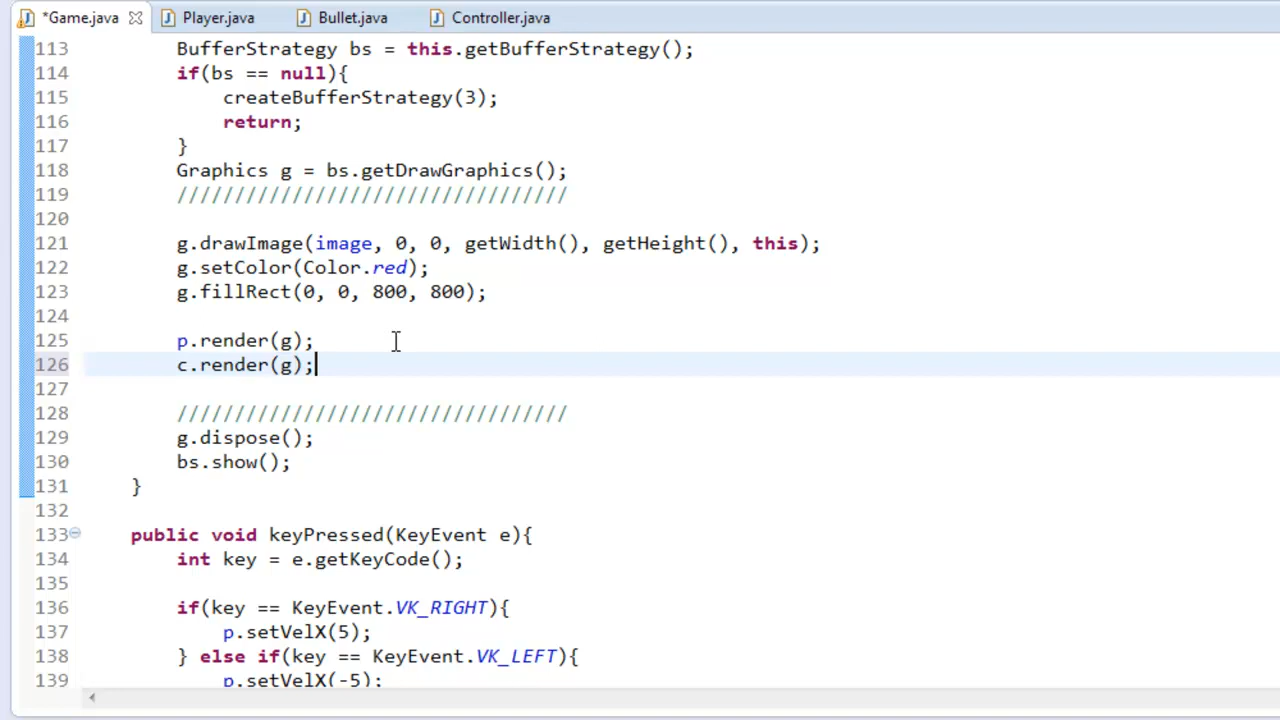 *Game.java Player.java Bullet.java Controller.java
113 BufferStrategy bs = this.getBufferStrategy();
114 if(bs == null){
115 createBufferStrategy(3);
116 return;
117 }
118 Graphics g = bs.getDrawGraphics();
119 //////////////////////////////////
120
121 g.drawImage(image, 0, 0, getWidth(), getHeight(), this);
122 g.setColor(Color.red);
123 g.fillRect(0, 0, 800, 800);
124
125 p.render(g);
126 c.render(g);
127
128 //////////////////////////////////
129 g.dispose();
130 bs.show();
131 }
132
133 public void keyPressed(KeyEvent e){
134 int key = e.getKeyCode();
135
136 if(key == KeyEvent.VK_RIGHT){
137 p.setVelX(5);
138 } else if(key == KeyEvent.VK_LEFT){
139 p.setVelX(-5);